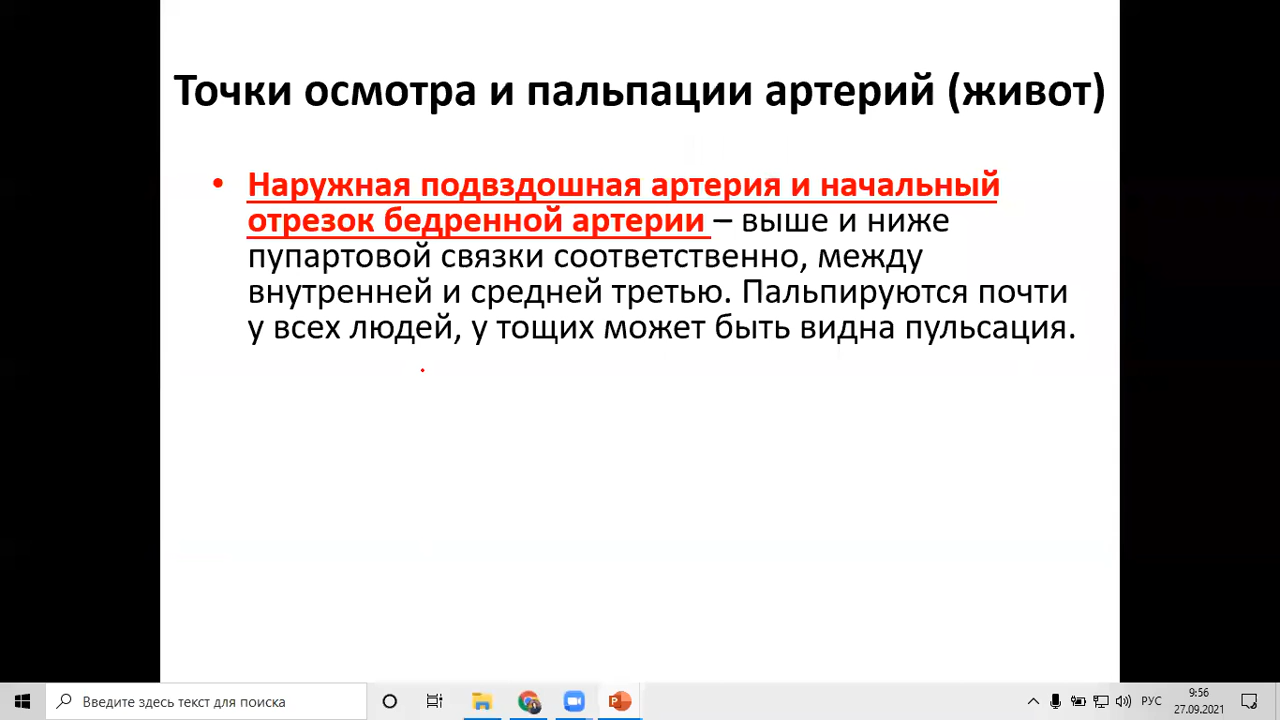 Точки осмотра и пальпации артерий (живот)
• Наружная подвздошная артерия и начальный
отрезок бедренной артерии – выше и ниже
пупартовой связки соответственно, между
внутренней и средней третью. Пальпируются почти
у всех людей, у тощих может быть видна пульсация.
Введите здесь текст для поиска
РУС
9:56
27.09.2021